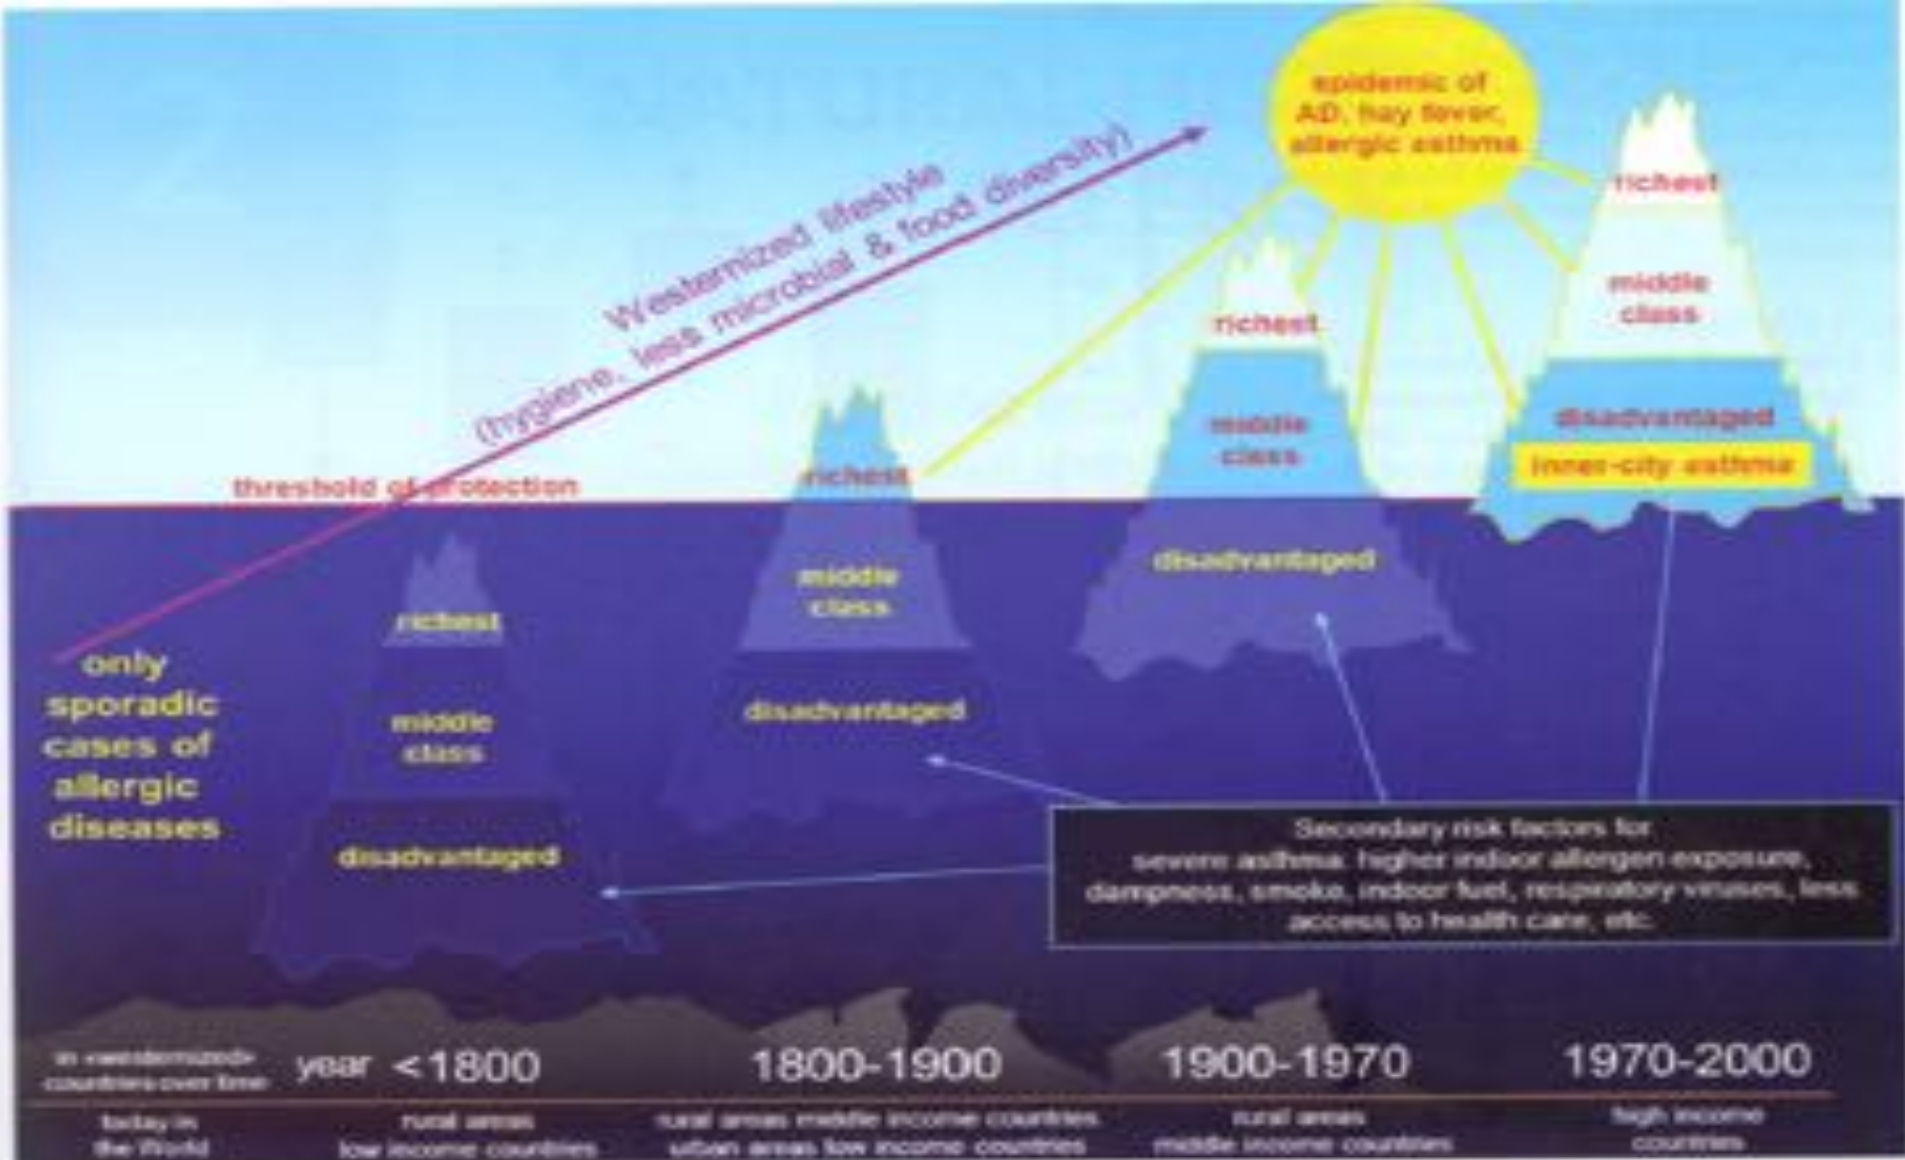 epidemic of
AD, hay fever,
allergic asthma
richest
middle
class
disadvantaged
inner-city asthma
Westernized lifestyle
(hygiene, less microbial & food diversity)
richest
middle
class
disadvantaged
richest
middle
class
disadvantaged
threshold of protection
richest
middle
class
disadvantaged
only
sporadic
cases of
allergic
diseases
Secondary risk factors for
severe asthma: higher indoor allergen exposure,
dampness, smoke, indoor fuel, respiratory viruses, less
access to health care, etc.
in «westernized»
countries over time
year <1800
1800-1900
1900-1970
1970-2000
today in
the World
rural areas
low income countries
rural areas middle income countries
urban areas low income countries
rural areas
middle income countries
high income
countries